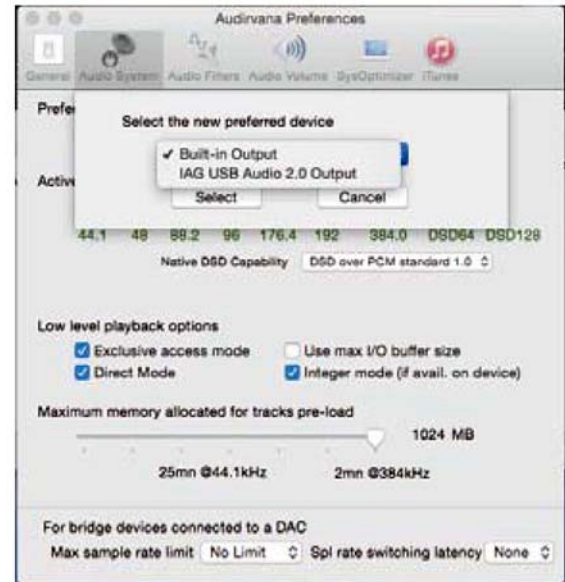 Audirvana Preferences
General Audio System Audio Filters Audio Volume SysOptimizer iTunes
Prefe
Select the new preferred device
✓ Built-in Output
IAG USB Audio 2.0 Output
Active
Select Cancel
44.1 48 88.2 96 176.4 192 384.0 DSD64 DSD128
Native DSD Capability DSD over PCM standard 1.0
Low level playback options
Exclusive access mode Use max I/O buffer size
Direct Mode Integer mode (if avail. on device)
Maximum memory allocated for tracks pre-load
1024 MB
25mn @44.1kHz 2mn @384kHz
For bridge devices connected to a DAC
Max sample rate limit No Limit Spl rate switching latency None